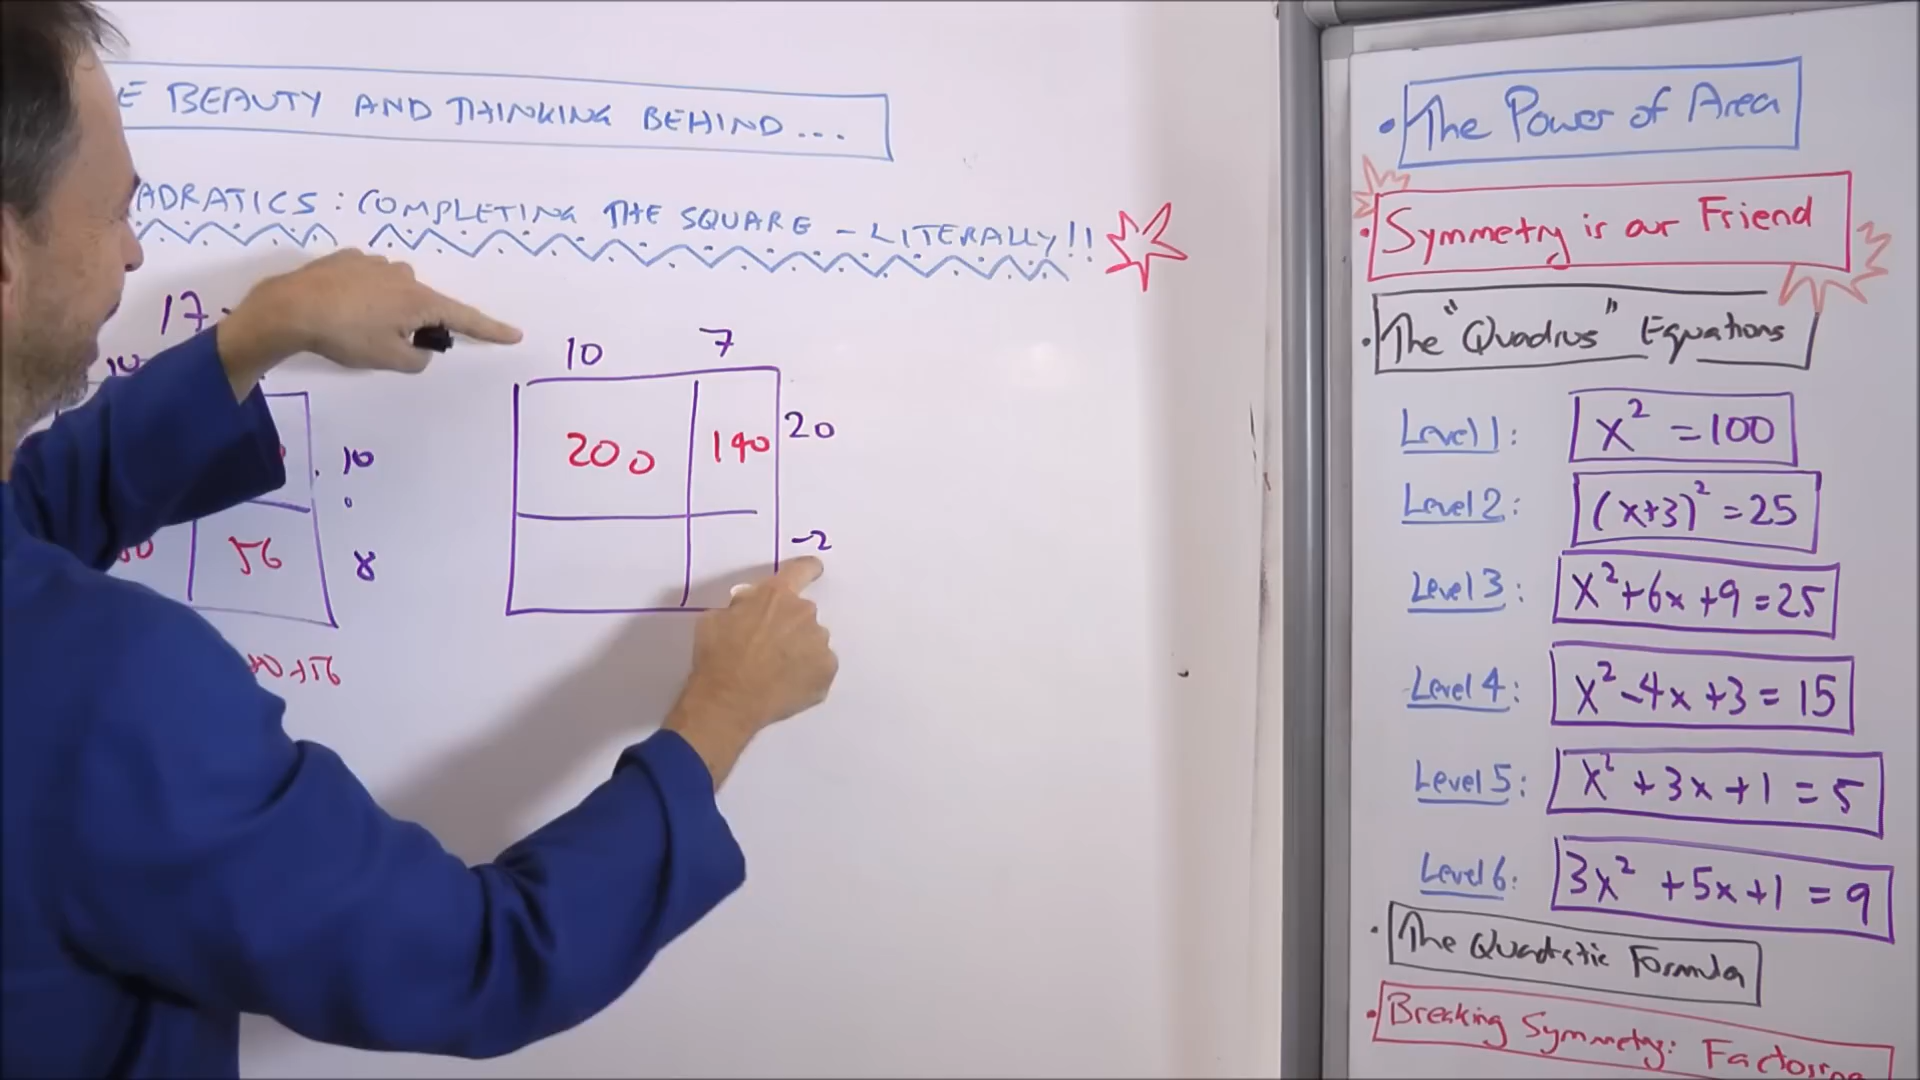 E BEAUTY AND THINKING BEHIND...
ADRATICS: COMPLETING THE SQUARE - LITERALLY!!
17
10
10
8
56
10 7
200 140 20
-2
• The Power of Area
• Symmetry is our Friend
• The "Quadrus" Equations
Level 1: x² = 100
Level 2: (x+3)² = 25
Level 3: x²+6x+9=25
Level 4: x²-4x+3=15
Level 5: x²+3x+1=5
Level 6: 3x²+5x+1=9
• The Quadratic Formula
• Breaking Symmetry: Factoring